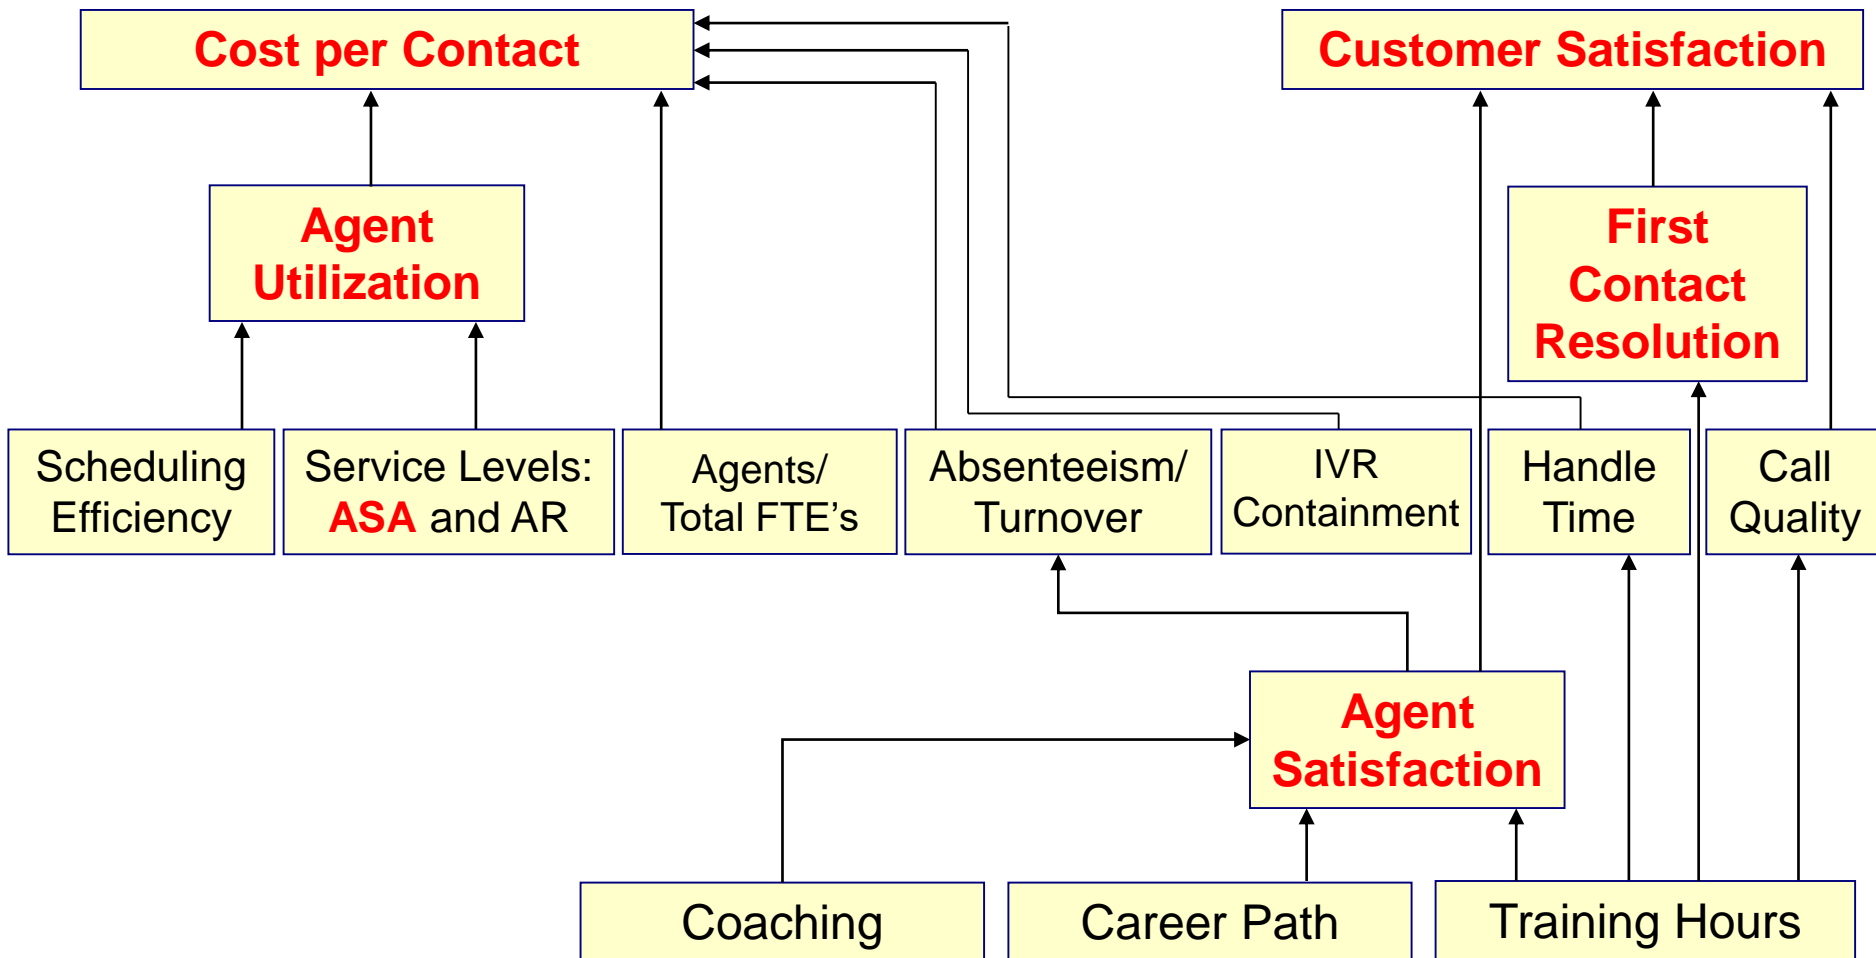 Cost per Contact
Customer Satisfaction
Agent
Utilization
First
Contact
Resolution
Scheduling
Efficiency
Service Levels:
ASA and AR
Agents/
Total FTE's
Absenteeism/
Turnover
IVR
Containment
Handle
Time
Call
Quality
Agent
Satisfaction
Coaching
Career Path
Training Hours